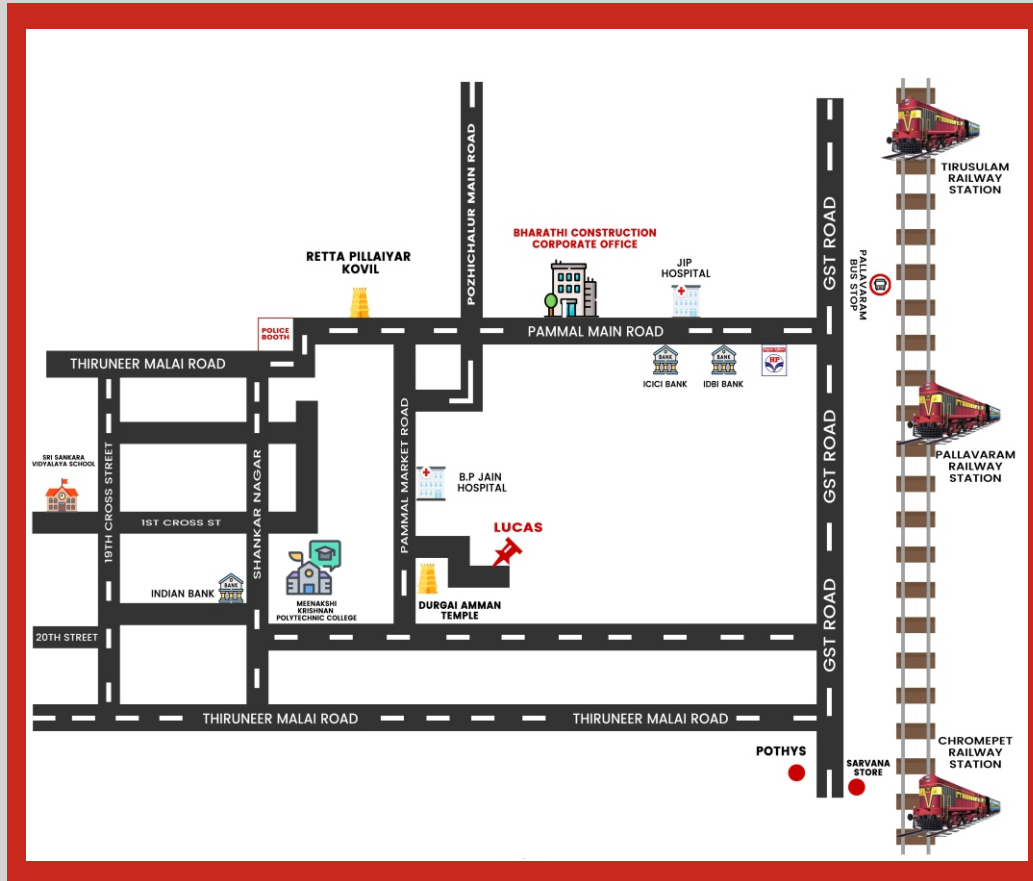 TIRUSULAM
RAILWAY
STATION
POZHICHALUR MAIN ROAD
GST ROAD
BHARATHI CONSTRUCTION
CORPORATE OFFICE
RETTA PILLAIYAR
KOVIL
JIP
HOSPITAL
PALLAVARAM
BUS STOP
POLICE
BOOTH
PAMMAL MAIN ROAD
THIRUNEER MALAI ROAD
BANK
ICICI BANK
BANK
IDBI BANK
HP
PAMMAL MARKET ROAD
GST ROAD
PALLAVARAM
RAILWAY
STATION
SRI SANKARA
VIDYALAYA SCHOOL
19TH CROSS STREET
SHANKAR NAGAR
B.P JAIN
HOSPITAL
1ST CROSS ST
LUCAS
BANK
INDIAN BANK
MEENAKSHI
KRISHNAN
POLYTECHNIC COLLEGE
DURGAI AMMAN
TEMPLE
GST ROAD
20TH STREET
THIRUNEER MALAI ROAD
THIRUNEER MALAI ROAD
POTHYS
SARVANA
STORE
CHROMEPET
RAILWAY
STATION